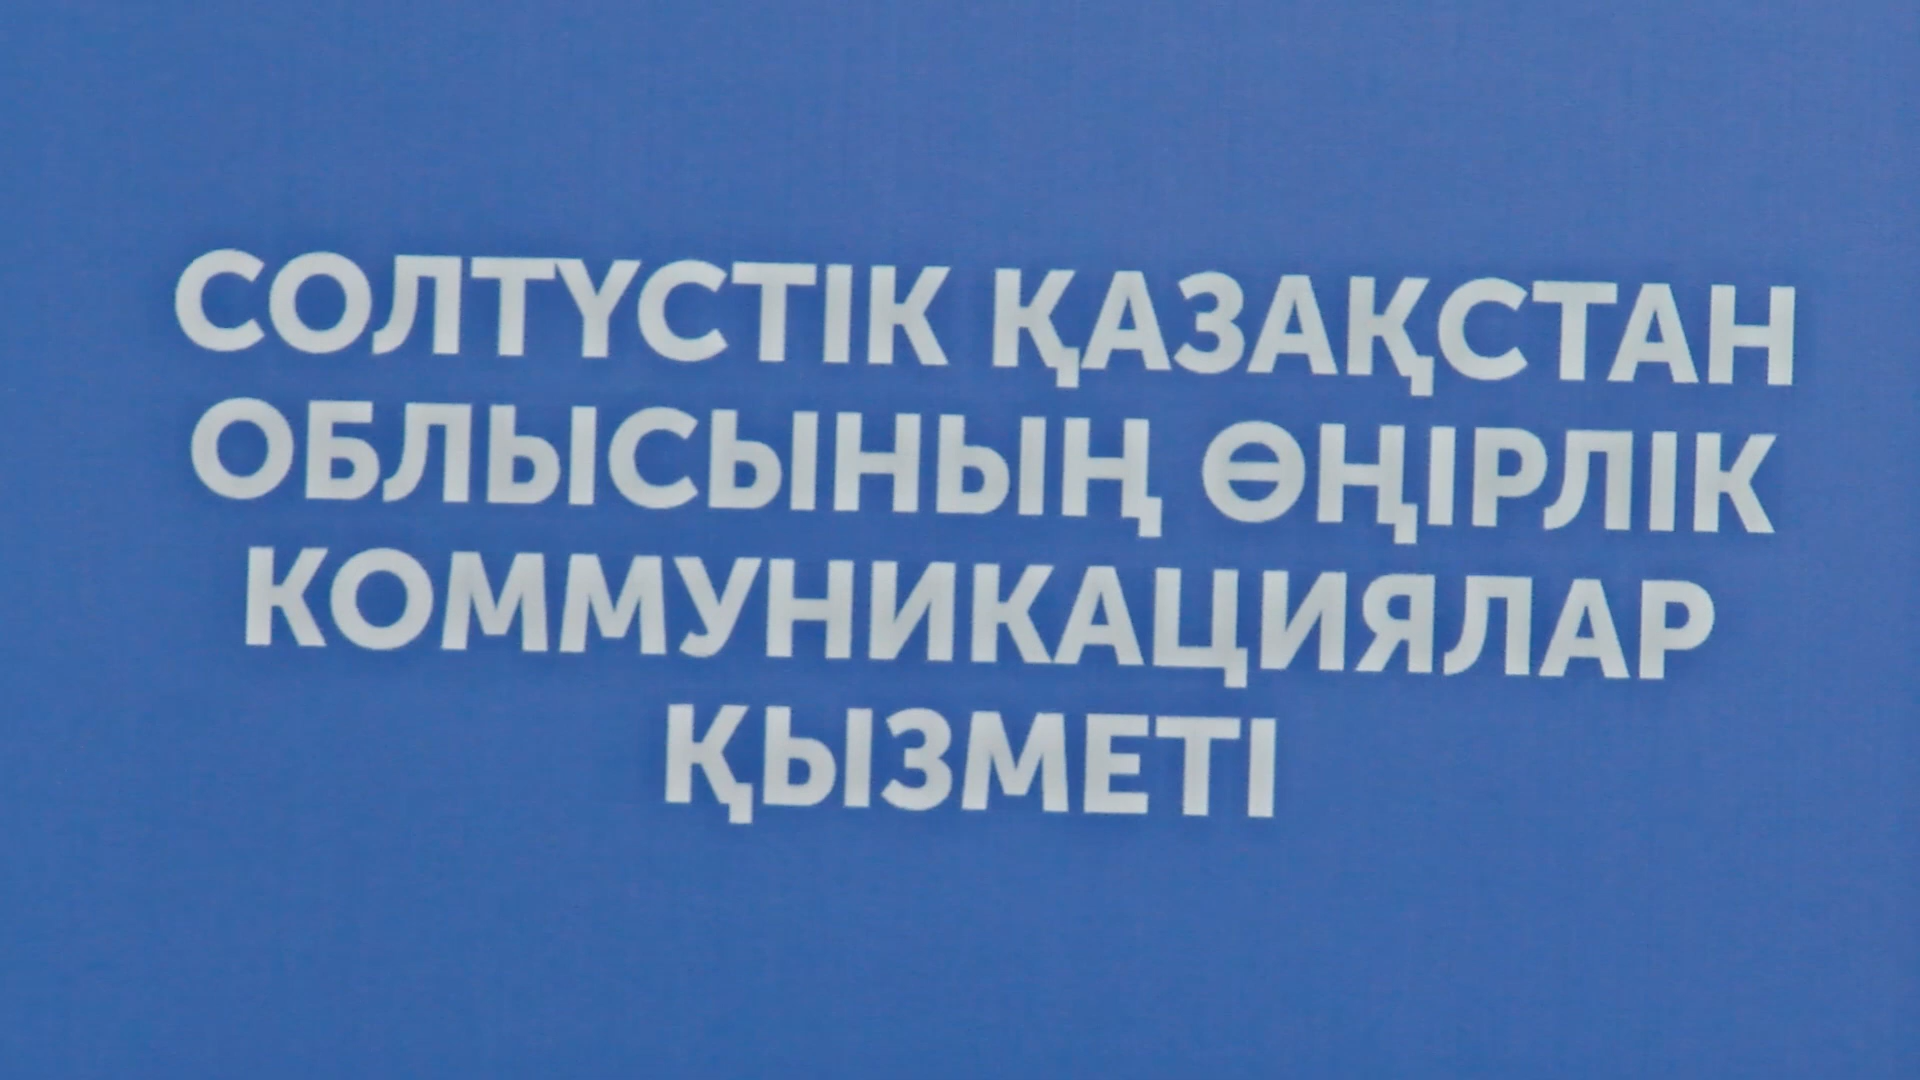 СОЛТҮСТІК ҚАЗАҚСТАН
ОБЛЫСЫНЫҢ ӨҢІРЛІК
КОММУНИКАЦИЯЛАР
ҚЫЗМЕТІ